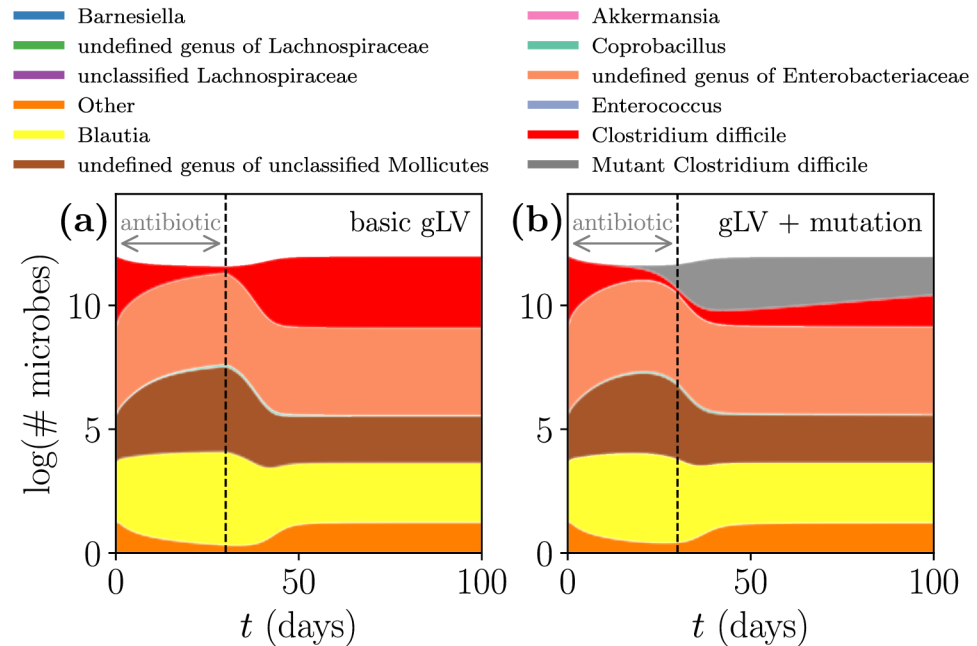 Barnesiella
undefined genus of Lachnospiraceae
unclassified Lachnospiraceae
Other
Blautia
undefined genus of unclassified Mollicutes
Akkermansia
Coprobacillus
undefined genus of Enterobacteriaceae
Enterococcus
Clostridium difficile
Mutant Clostridium difficile
(a)
antibiotic
basic gLV
(b)
antibiotic
gLV + mutation
log(# microbes)
10
5
0
0
50
100
t (days)
10
5
0
0
50
100
t (days)